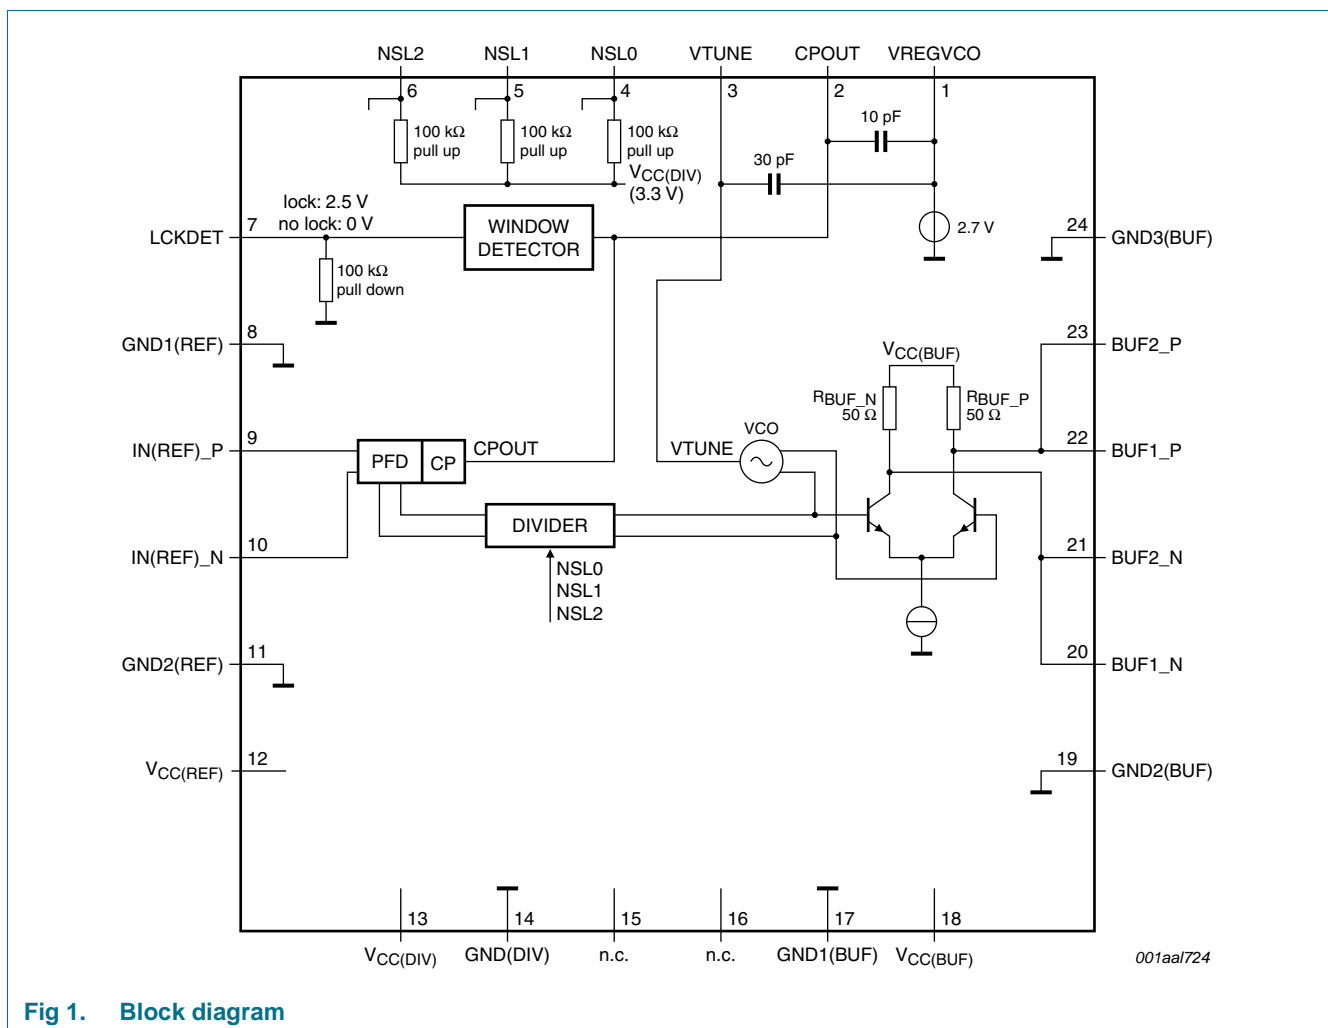 NSL2 NSL1 NSL0 VTUNE CPOUT VREGVCO
6 5 4 3 2 1
100 kΩ
pull up
100 kΩ
pull up
100 kΩ
pull up
10 pF
30 pF
VCC(DIV)
(3.3 V)
lock: 2.5 V
no lock: 0 V
LCKDET 7
WINDOW
DETECTOR
2.7 V
24 GND3(BUF)
100 kΩ
pull down
GND1(REF) 8
23 BUF2_P
VCC(BUF)
RBUF_N
50 Ω
RBUF_P
50 Ω
IN(REF)_P 9
PFD CP
CPOUT
VTUNE
VCO
22 BUF1_P
DIVIDER
IN(REF)_N 10
21 BUF2_N
NSL0
NSL1
NSL2
GND2(REF) 11
20 BUF1_N
VCC(REF) 12
19 GND2(BUF)
13 14 15 16 17 18
VCC(DIV) GND(DIV) n.c. n.c. GND1(BUF) VCC(BUF)
001aal724
Fig 1. Block diagram